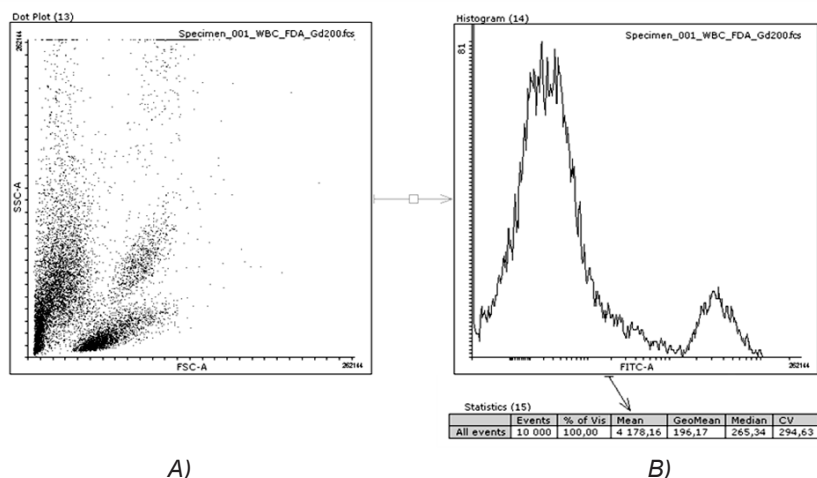 Dot Plot (13)
Specimen_001_WBC_FDA_Gd200.fcs
262144
SSC-A
FSC-A
262144
Histogram (14)
Specimen_001_WBC_FDA_Gd200.fcs
81
FITC-A
262144
Statistics (15)
Events % of Vis Mean GeoMean Median CV
All events 10 000 100,00 4 178,16 196,17 265,34 294,63
A) B)